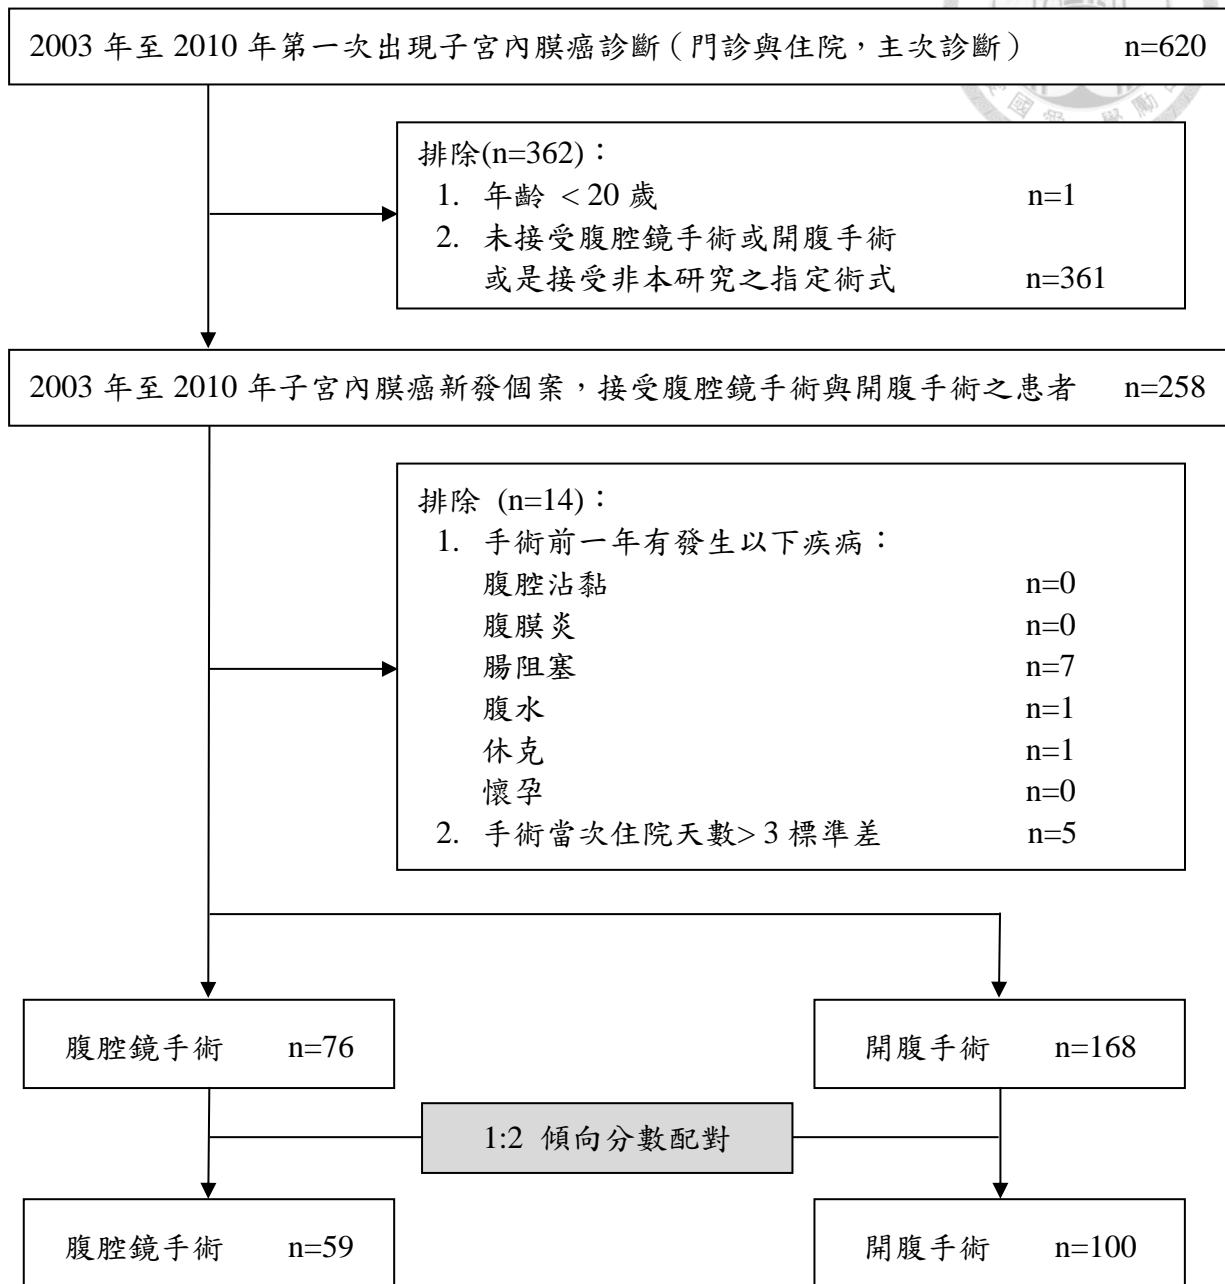 2003 年至 2010 年第一次出現子宮內膜癌診斷（門診與住院，主次診斷） n=620
排除(n=362)：
1. 年齡 < 20 歲 n=1
2. 未接受腹腔鏡手術或開腹手術
或是接受非本研究之指定術式 n=361
2003 年至 2010 年子宮內膜癌新發個案，接受腹腔鏡手術與開腹手術之患者 n=258
排除 (n=14)：
1. 手術前一年有發生以下疾病：
腹腔沾黏 n=0
腹膜炎 n=0
腸阻塞 n=7
腹水 n=1
休克 n=1
懷孕 n=0
2. 手術當次住院天數> 3 標準差 n=5
腹腔鏡手術 n=76
開腹手術 n=168
1:2 傾向分數配對
腹腔鏡手術 n=59
開腹手術 n=100